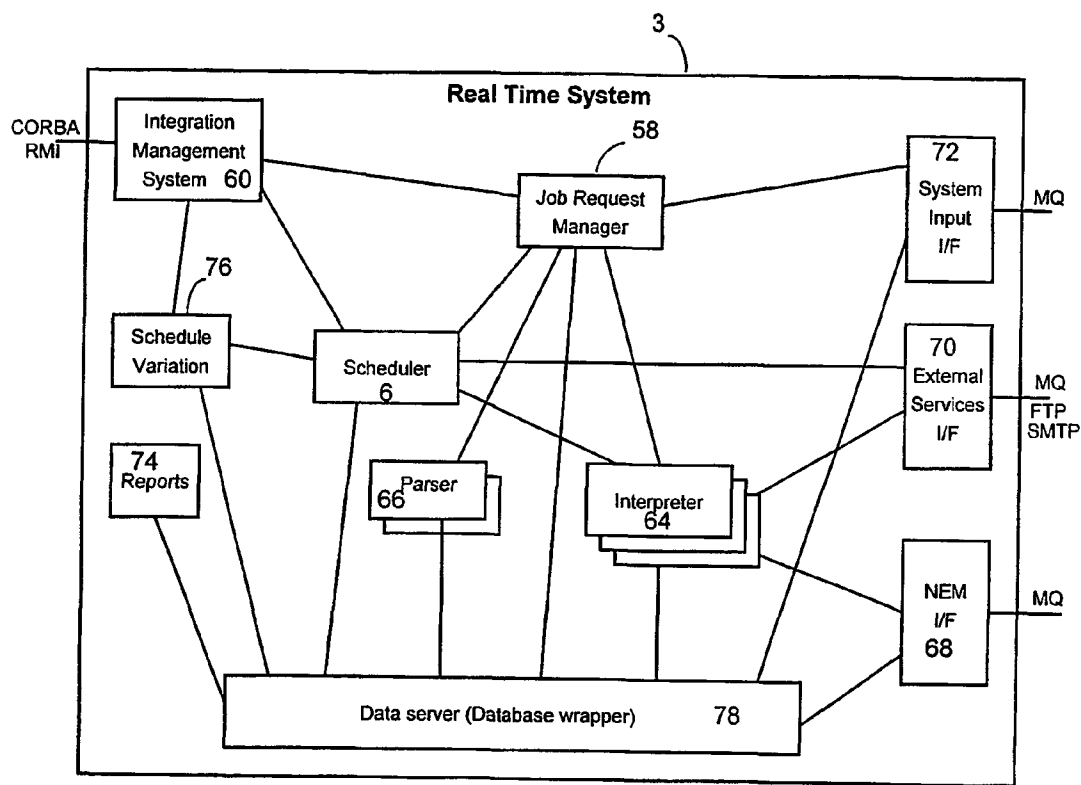 3
Real Time System
CORBA
RMI
Integration
Management
System 60
58
Job Request
Manager
72
System
Input
I/F
MQ
76
Schedule
Variation
Scheduler
6
70
External
Services
I/F
MQ
FTP
SMTP
74
Reports
Parser
66
Interpreter
64
NEM
I/F
68
MQ
Data server (Database wrapper) 78